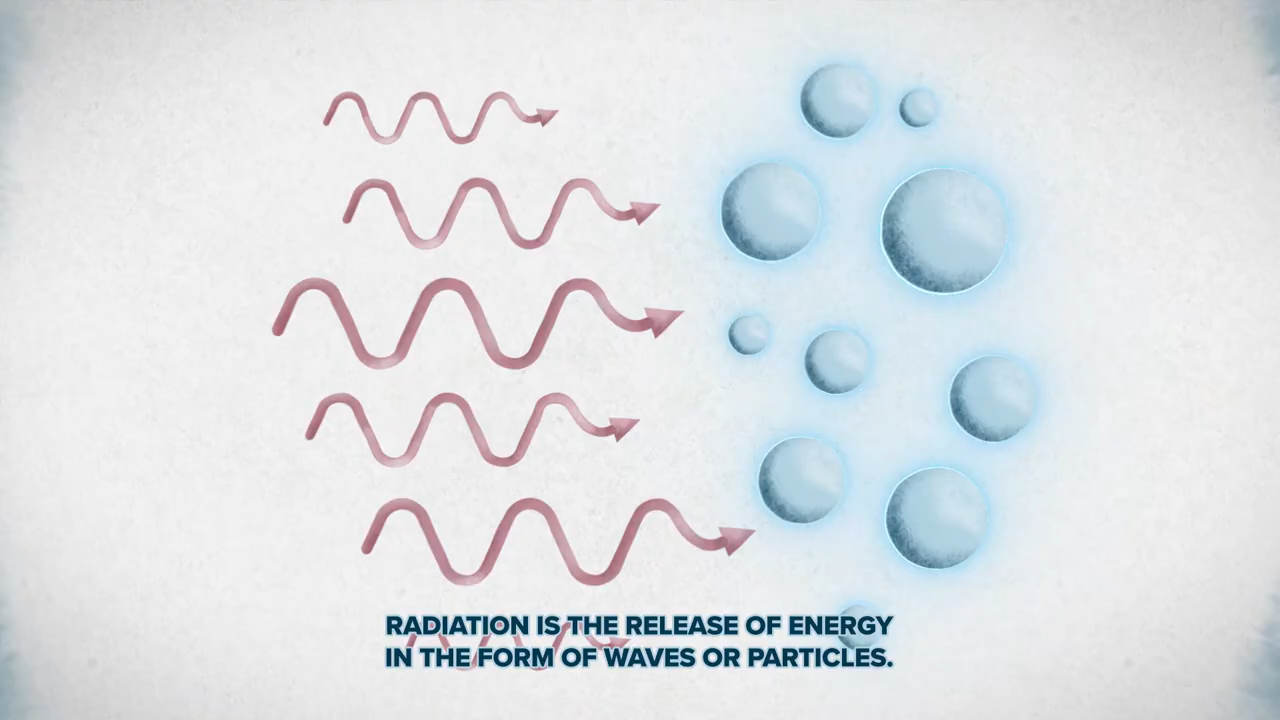 RADIATION IS THE RELEASE OF ENERGY
IN THE FORM OF WAVES OR PARTICLES.